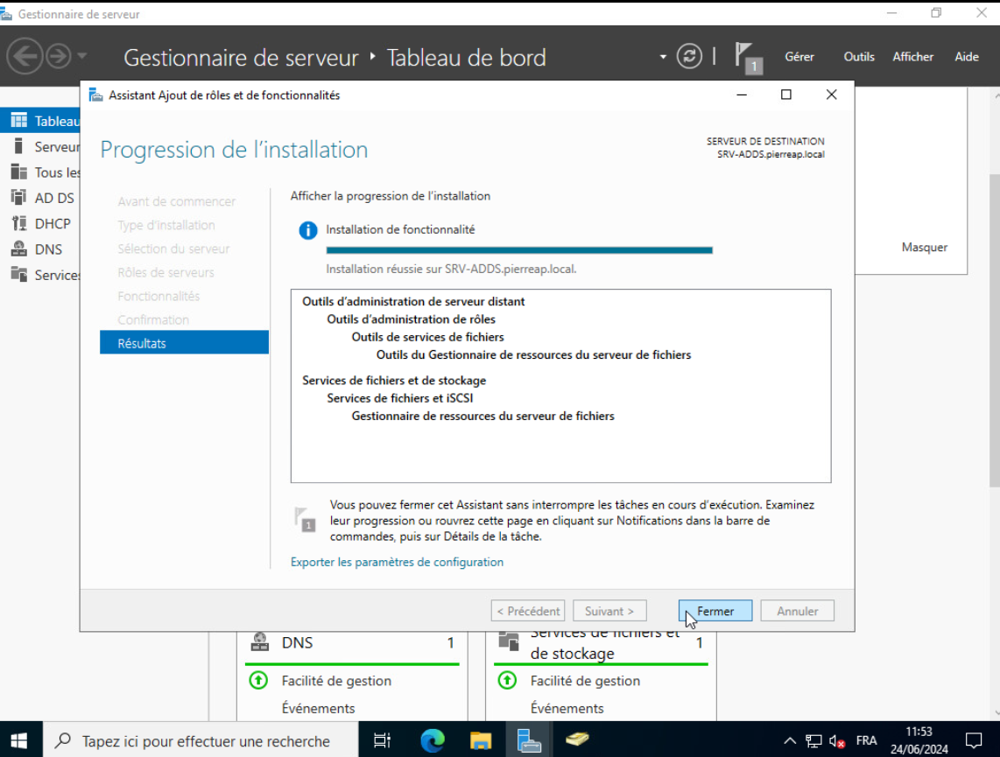 Gestionnaire de serveur
Gestionnaire de serveur ‣ Tableau de bord
1
Gérer
Outils
Afficher
Aide
Tableau
Serveur
Tous les
AD DS
DHCP
DNS
Services
Masquer
Assistant Ajout de rôles et de fonctionnalités
Progression de l'installation
SERVEUR DE DESTINATION
SRV-ADDS.pierreap.local
Avant de commencer
Type d'installation
Sélection du serveur
Rôles de serveurs
Fonctionnalités
Confirmation
Résultats
Afficher la progression de l'installation
Installation de fonctionnalité
Installation réussie sur SRV-ADDS.pierreap.local.
Outils d'administration de serveur distant
Outils d'administration de rôles
Outils de services de fichiers
Outils du Gestionnaire de ressources du serveur de fichiers
Services de fichiers et de stockage
Services de fichiers et iSCSI
Gestionnaire de ressources du serveur de fichiers
1
Vous pouvez fermer cet Assistant sans interrompre les tâches en cours d'exécution. Examinez
leur progression ou rouvrez cette page en cliquant sur Notifications dans la barre de
commandes, puis sur Détails de la tâche.
Exporter les paramètres de configuration
< Précédent
Suivant >
Fermer
Annuler
DNS
1
Facilité de gestion
Événements
Services de fichiers et
de stockage
1
Facilité de gestion
Événements
Tapez ici pour effectuer une recherche
FRA
11:53
24/06/2024